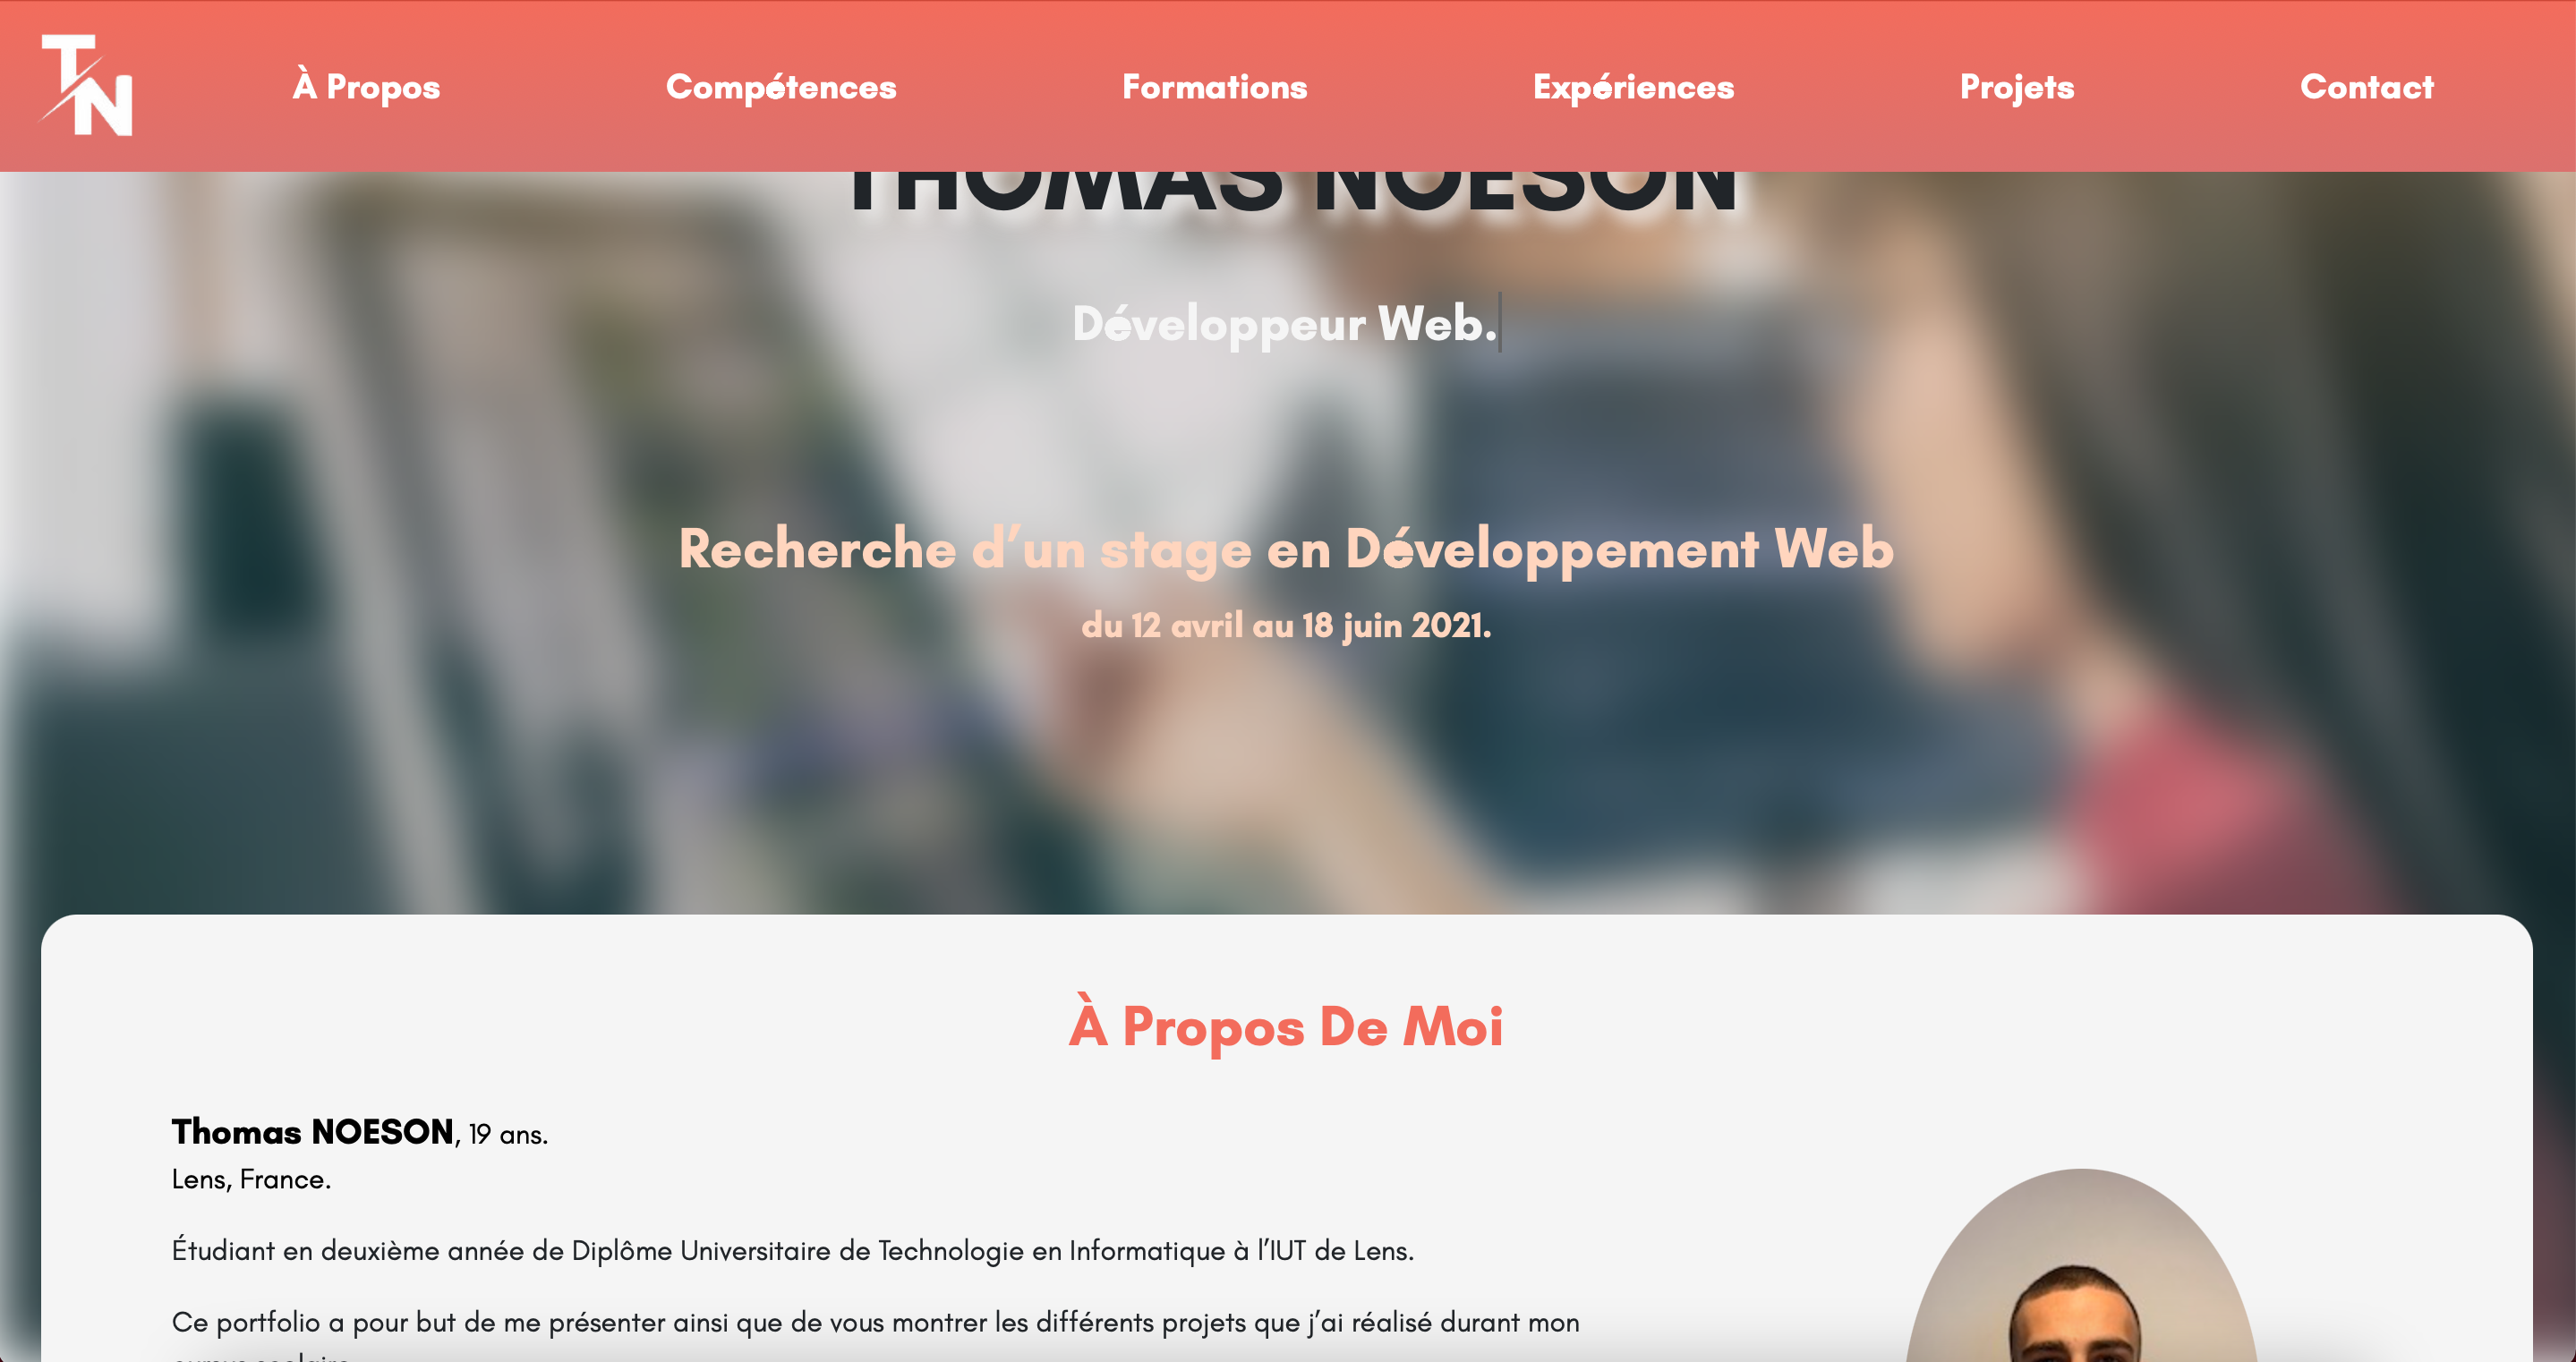 TN
À Propos
Compétences
Formations
Expériences
Projets
Contact
THOMAS NOESON
Développeur Web.
Recherche d’un stage en Développement Web
du 12 avril au 18 juin 2021.
À Propos De Moi
Thomas NOESON, 19 ans.
Lens, France.
Étudiant en deuxième année de Diplôme Universitaire de Technologie en Informatique à l’IUT de Lens.
Ce portfolio a pour but de me présenter ainsi que de vous montrer les différents projets que j’ai réalisé durant mon